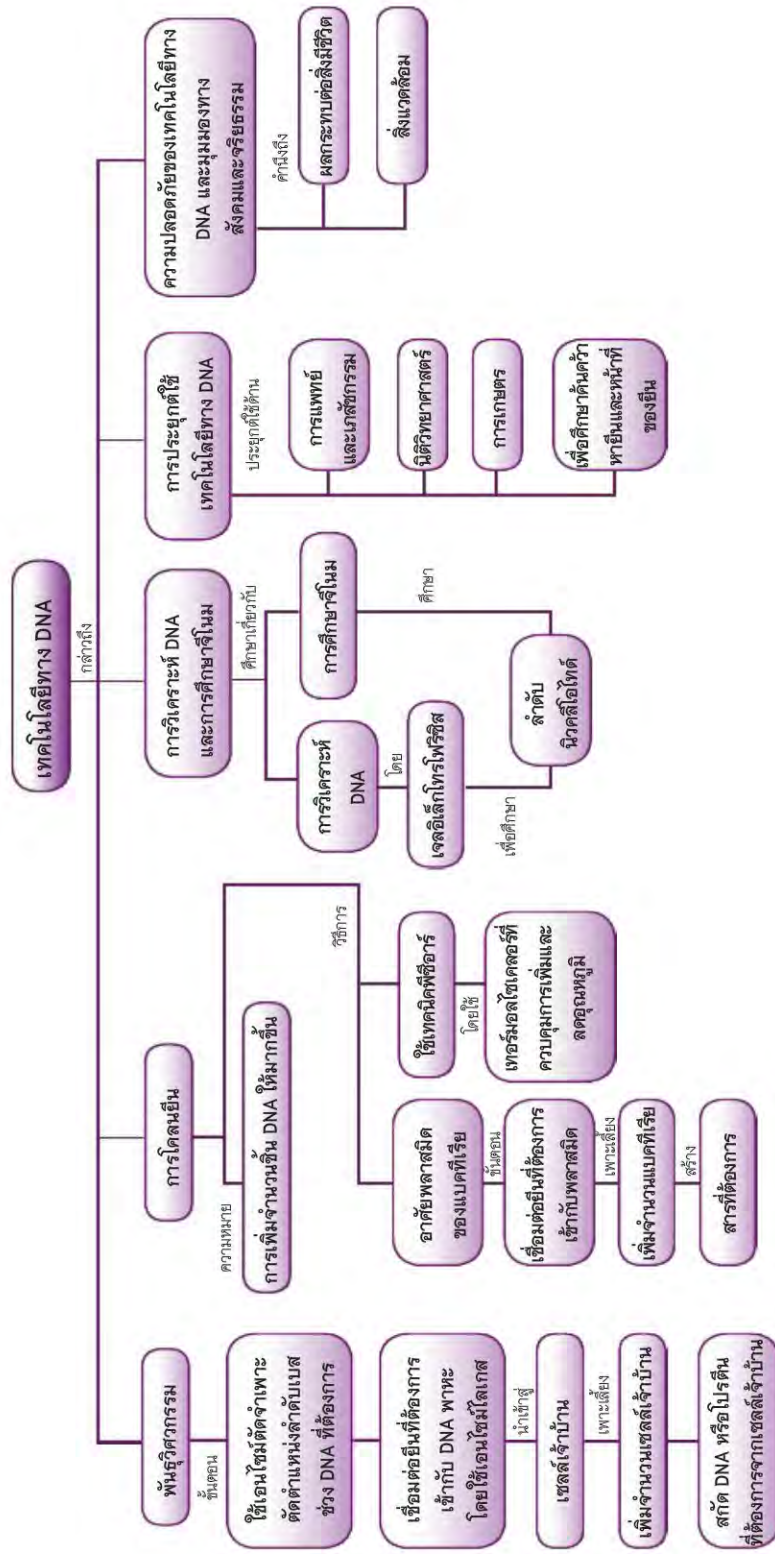 เทคโนโลยีทาง DNA
กล่าวถึง
พันธุวิศวกรรม
ขั้นตอน
ใช้เอนไซม์ตัดจำเพาะ
ตัดตำแหน่งลำดับเบส
ช่วง DNA ที่ต้องการ
เชื่อมต่อยีนที่ต้องการ
เข้ากับ DNA พาหะ
โดยใช้เอนไซม์ไลเกส
นำเข้าสู่
เซลล์เจ้าบ้าน
เพาะเลี้ยง
เพิ่มจำนวนเซลล์เจ้าบ้าน
สกัด DNA หรือโปรตีน
ที่ต้องการจากเซลล์เจ้าบ้าน
การโคลนยีน
ความหมาย
การเพิ่มจำนวนชิ้น DNA ให้มากขึ้น
วิธีการ
อาศัยพลาสมิด
ของแบคทีเรีย
ขั้นตอน
เชื่อมต่อยีนที่ต้องการ
เข้ากับพลาสมิด
เพาะเลี้ยง
เพิ่มจำนวนแบคทีเรีย
สร้าง
สารที่ต้องการ
ใช้เทคนิคพีซีอาร์
โดยใช้
เทอร์มอลไซเคลอร์ที่
ควบคุมการเพิ่มและ
ลดอุณหภูมิ
การวิเคราะห์ DNA
และการศึกษาจีโนม
ศึกษาเกี่ยวกับ
การวิเคราะห์
DNA
โดย
เจลอิเล็กโทรโฟริซิส
เพื่อศึกษา
การศึกษาจีโนม
ศึกษา
ลำดับ
นิวคลีโอไทด์
การประยุกต์ใช้
เทคโนโลยีทาง DNA
ประยุกต์ใช้ด้าน
การแพทย์
และเภสัชกรรม
นิติวิทยาศาสตร์
การเกษตร
เพื่อศึกษาค้นคว้า
หายีนและหน้าที่
ของยีน
ความปลอดภัยของเทคโนโลยีทาง
DNA และมุมมองทาง
สังคมและจริยธรรม
คำนึงถึง
ผลกระทบต่อสิ่งมีชีวิต
สิ่งแวดล้อม